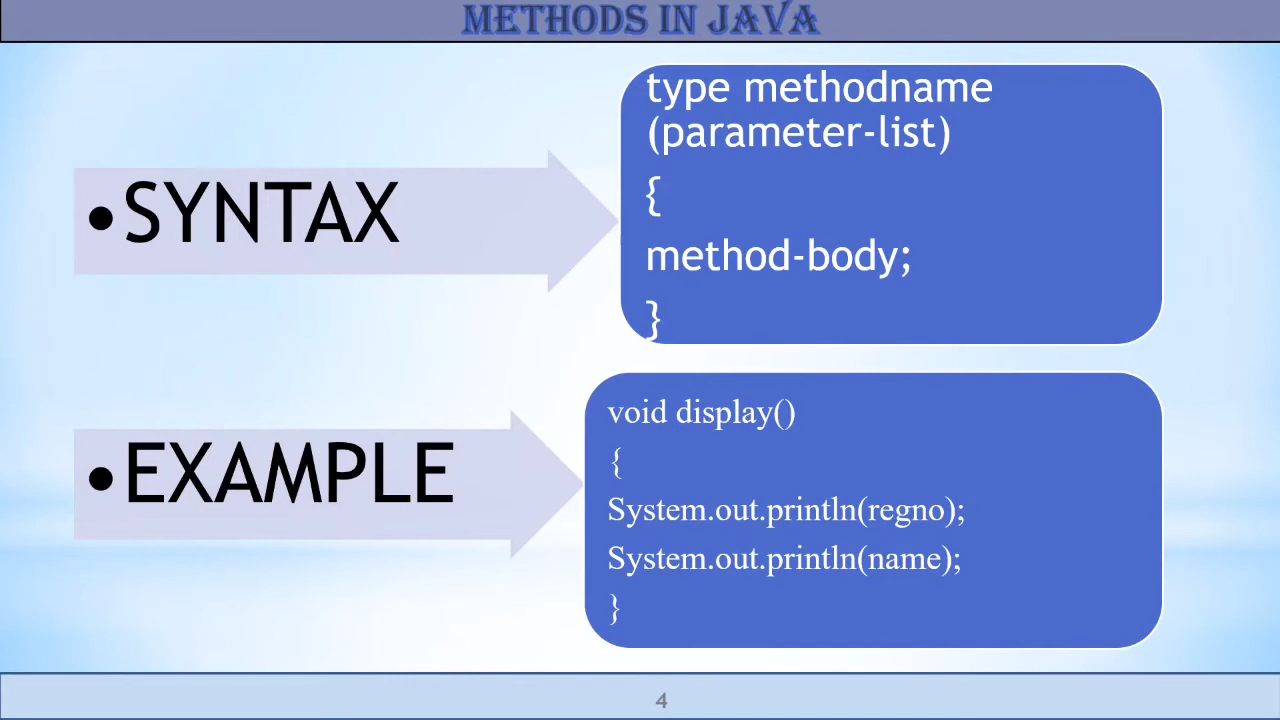 METHODS IN JAVA
•SYNTAX
type methodname
(parameter-list)
{
method-body;
}
•EXAMPLE
void display()
{
System.out.println(regno);
System.out.println(name);
}
4